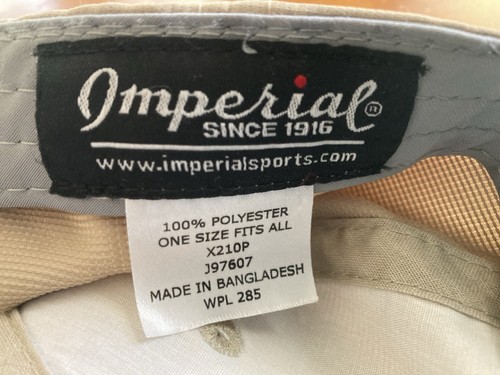 Imperial®
SINCE 1916
www.imperialsports.com
100% POLYESTER
ONE SIZE FITS ALL
X210P
J97607
MADE IN BANGLADESH
WPL 285